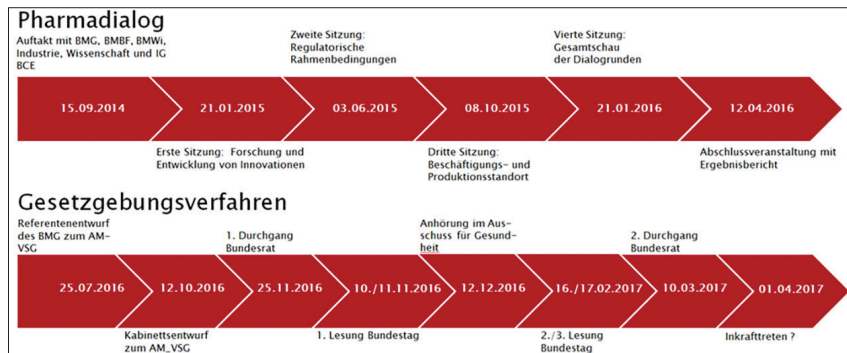 Pharmadialog
Auftakt mit BMG, BMBF, BMWi,
Industrie, Wissenschaft und IG
BCE
Zweite Sitzung:
Regulatorische
Rahmenbedingungen
Vierte Sitzung:
Gesamtschau
der Dialogrunden
15.09.2014
21.01.2015
03.06.2015
08.10.2015
21.01.2016
12.04.2016
Erste Sitzung: Forschung und
Entwicklung von Innovationen
Dritte Sitzung:
Beschäftigungs- und
Produktionsstandort
Abschlussveranstaltung mit
Ergebnisbericht
Gesetzgebungsverfahren
Referentenentwurf
des BMG zum AM-
VSG
1. Durchgang
Bundesrat
Anhörung im Aus-
schuss für Gesund-
heit
2. Durchgang
Bundesrat
25.07.2016
12.10.2016
25.11.2016
10./11.11.2016
12.12.2016
16./17.02.2017
10.03.2017
01.04.2017
Kabinettsentwurf
zum AM_VSG
1. Lesung Bundestag
2./3. Lesung
Bundestag
Inkrafttreten ?